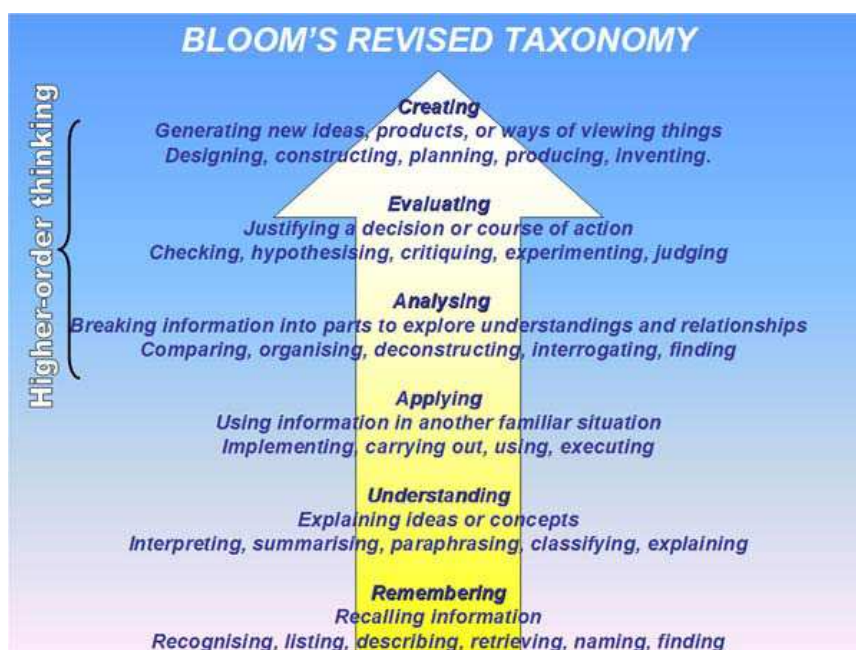 BLOOM'S REVISED TAXONOMY
Higher-order thinking
Creating
Generating new ideas, products, or ways of viewing things
Designing, constructing, planning, producing, inventing.
Evaluating
Justifying a decision or course of action
Checking, hypothesising, critiquing, experimenting, judging
Analysing
Breaking information into parts to explore understandings and relationships
Comparing, organising, deconstructing, interrogating, finding
Applying
Using information in another familiar situation
Implementing, carrying out, using, executing
Understanding
Explaining ideas or concepts
Interpreting, summarising, paraphrasing, classifying, explaining
Remembering
Recalling information
Recognising, listing, describing, retrieving, naming, finding